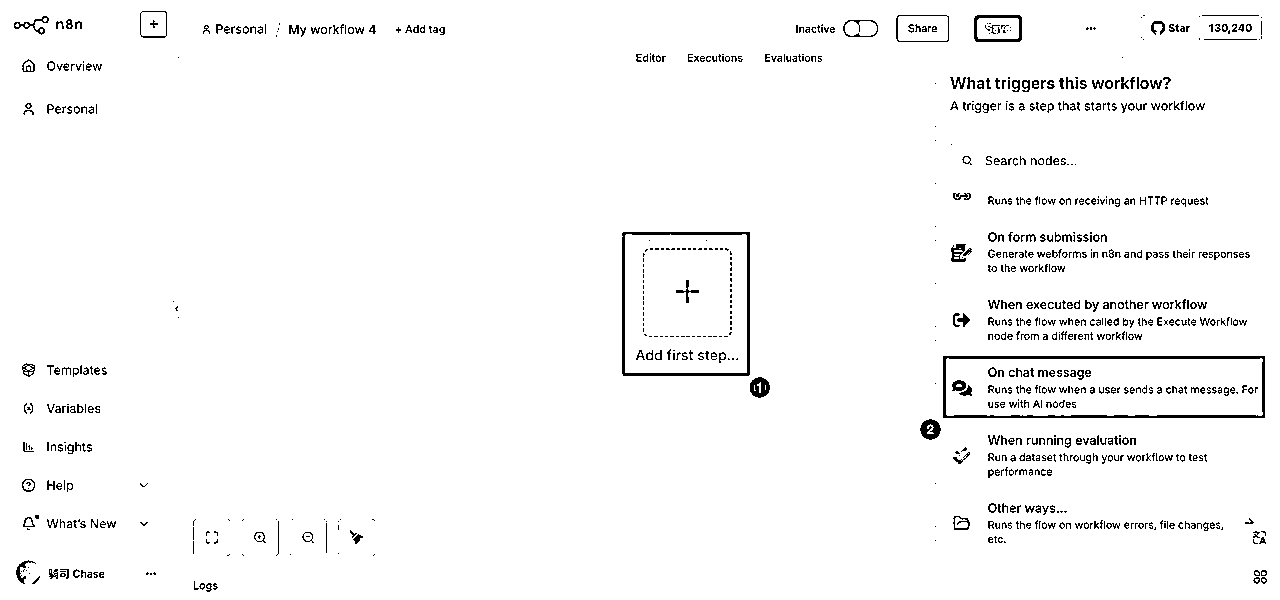 n8n
+
Personal / My workflow 4 + Add tag
Inactive
Share
Star 130,240
Overview
Personal
Editor Executions Evaluations
What triggers this workflow?
A trigger is a step that starts your workflow
Search nodes...
Runs the flow on receiving an HTTP request
On form submission
Generate webforms in n8n and pass their responses
to the workflow
When executed by another workflow
Runs the flow when called by the Execute Workflow
node from a different workflow
On chat message
Runs the flow when a user sends a chat message. For
use with AI nodes
When running evaluation
Run a dataset through your workflow to test
performance
Other ways...
Runs the flow on workflow errors, file changes,
etc.
Add first step...
1
2
Templates
Variables
Insights
Help
What's New
Chase
Logs